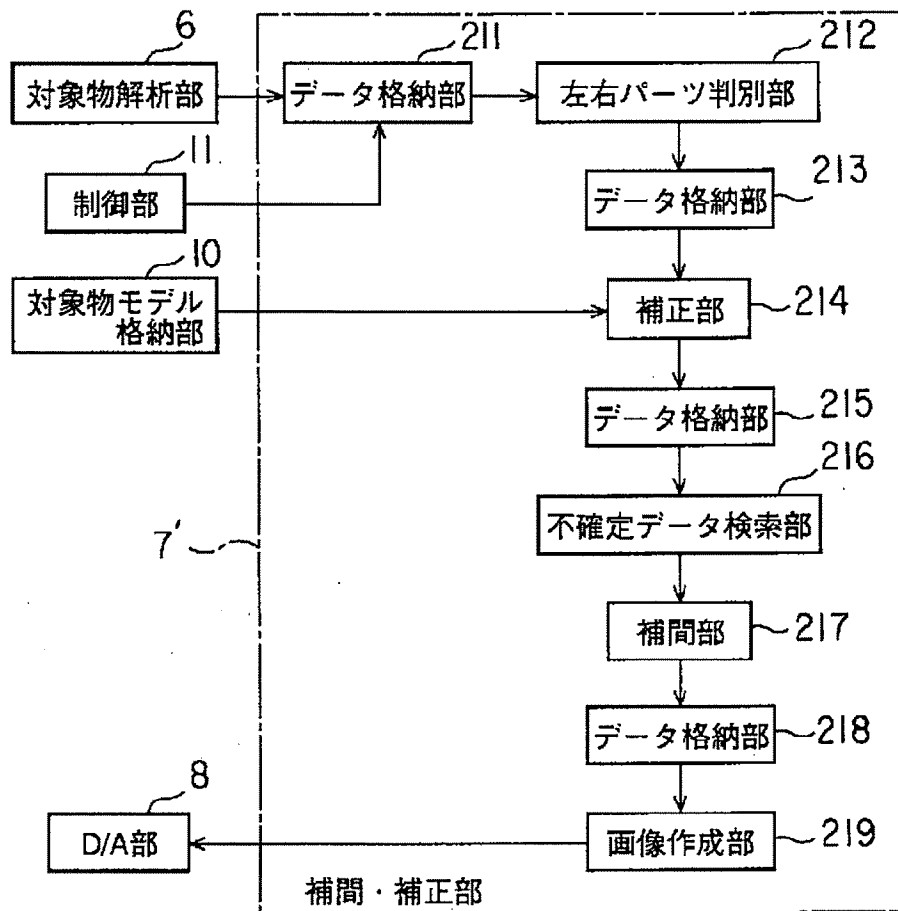 6
211
212
対象物解析部
データ格納部
左右パーツ判別部
11
制御部
213
データ格納部
10
対象物モデル
格納部
補正部
214
データ格納部
215
216
不確定データ検索部
7'
補間部
217
データ格納部
218
8
D/A部
画像作成部
219
補間・補正部